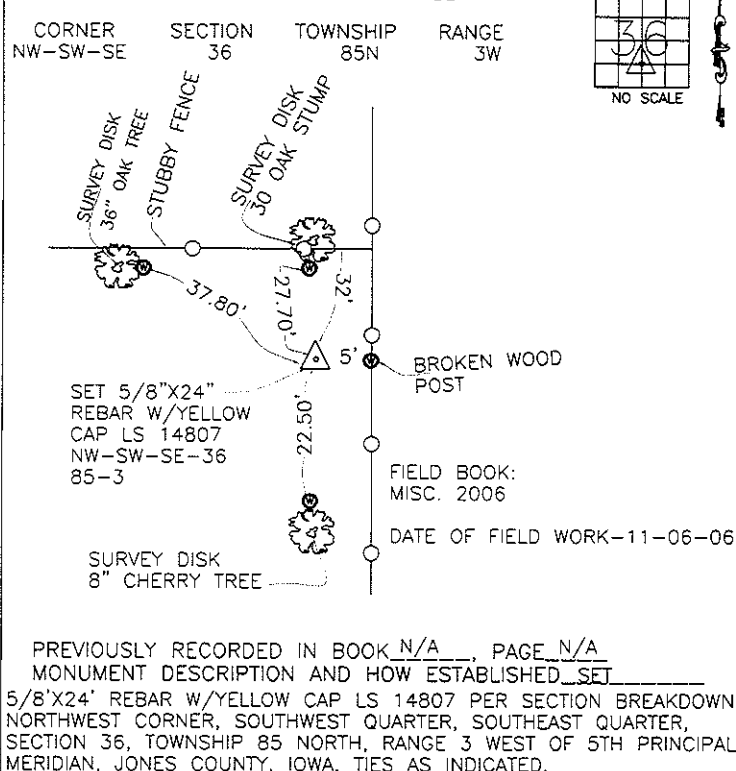 CORNER SECTION TOWNSHIP RANGE
NW-SW-SE 36 85N 3W
36
NO SCALE
SURVEY DISK
36" OAK TREE
STUBBY FENCE
SURVEY DISK
30 OAK STUMP
37.80'
27.70'
32'
5'
BROKEN WOOD
POST
SET 5/8"X24"
REBAR W/YELLOW
CAP LS 14807
NW-SW-SE-36
85-3
22.50'
FIELD BOOK:
MISC. 2006
DATE OF FIELD WORK-11-06-06
SURVEY DISK
8" CHERRY TREE
PREVIOUSLY RECORDED IN BOOK N/A, PAGE N/A
MONUMENT DESCRIPTION AND HOW ESTABLISHED SET
5/8'X24' REBAR W/YELLOW CAP LS 14807 PER SECTION BREAKDOWN
NORTHWEST CORNER, SOUTHWEST QUARTER, SOUTHEAST QUARTER,
SECTION 36, TOWNSHIP 85 NORTH, RANGE 3 WEST OF 5TH PRINCIPAL
MERIDIAN, JONES COUNTY, IOWA. TIES AS INDICATED.